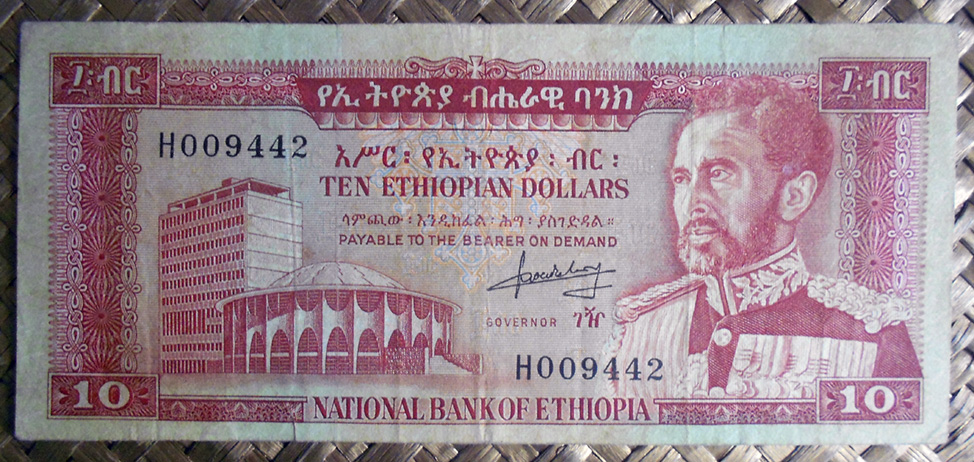 ፲፡ብር
የኢትዮጵያ ብሔራዊ ባንክ
፲፡ብር
H009442
አሥር፡የኢትዮጵያ፡ብር፡
TEN ETHIOPIAN DOLLARS
ላምጪው፡እንዲከፈል፡ሕግ፡ያስገድዳል።
PAYABLE TO THE BEARER ON DEMAND
GOVERNOR ገዥ
H009442
10
NATIONAL BANK OF ETHIOPIA
10